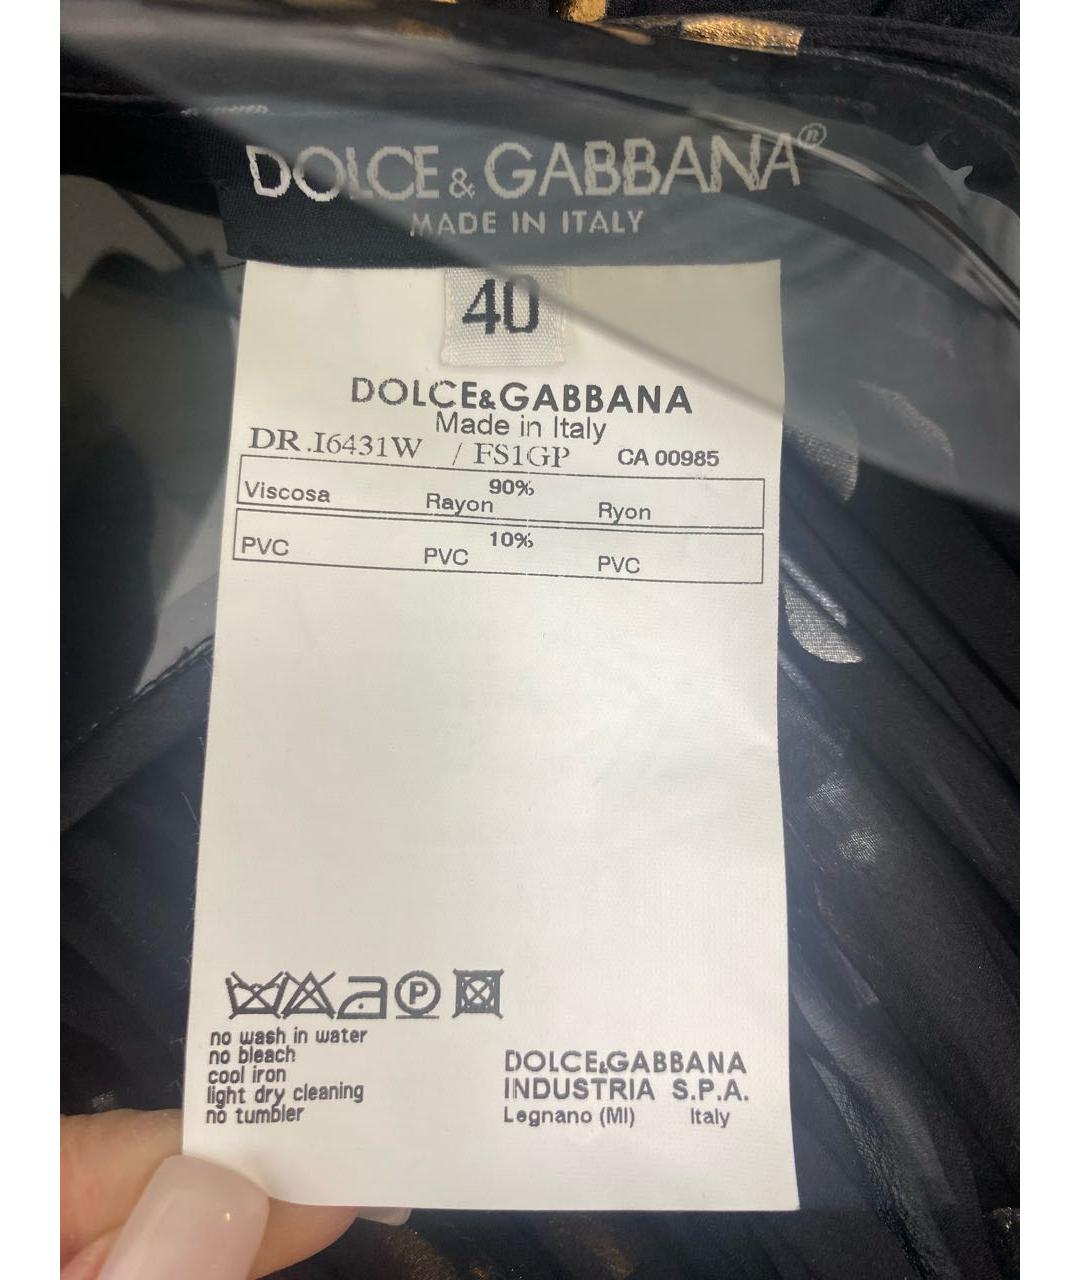 DOLCE & GABBANA®
MADE IN ITALY
40
DOLCE&GABBANA
Made in Italy
DR.I6431W / FS1GP CA 00985
Viscosa 90% Rayon Ryon
PVC 10% PVC PVC
P
no wash in water
no bleach
cool iron
light dry cleaning
no tumbler
DOLCE&GABBANA
INDUSTRIA S.P.A.
Legnano (MI) Italy